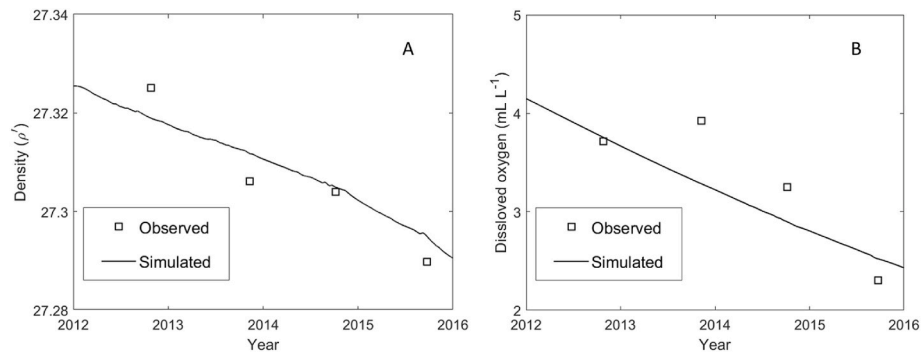 27.34
27.32
27.3
27.28
Density (ρ′)
A
Observed
Simulated
2012 2013 2014 2015 2016
Year
5
4
3
2
Dissloved oxygen (mL L⁻¹)
B
Observed
Simulated
2012 2013 2014 2015 2016
Year